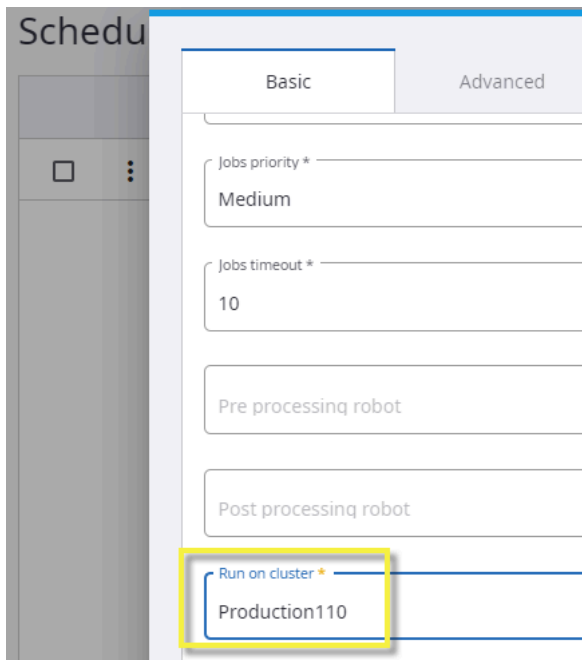 Schedu
Basic
Advanced
Jobs priority *
Medium
Jobs timeout *
10
Pre processing robot
Post processing robot
Run on cluster *
Production110